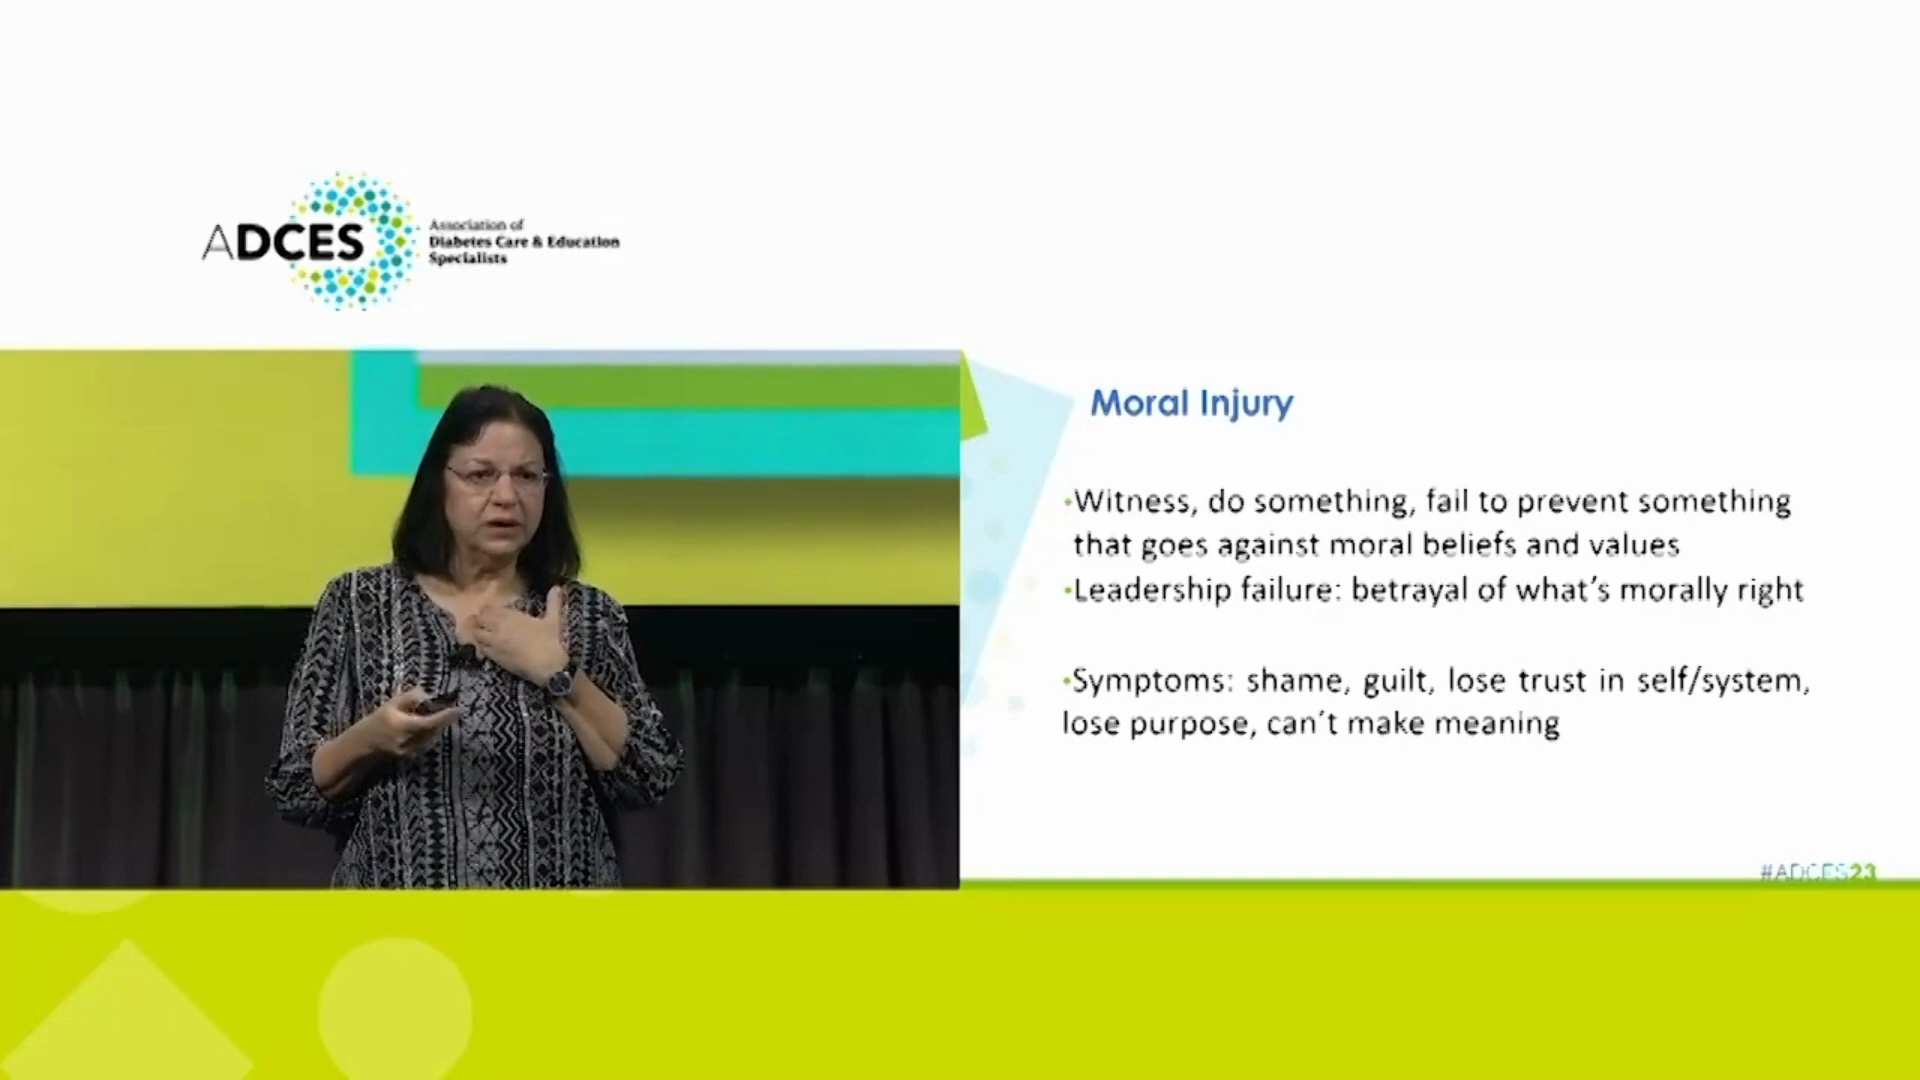 ADCES
Association of
Diabetes Care & Education
Specialists
Moral Injury
•Witness, do something, fail to prevent something
that goes against moral beliefs and values
•Leadership failure: betrayal of what's morally right
•Symptoms: shame, guilt, lose trust in self/system,
lose purpose, can't make meaning
#ADCES23